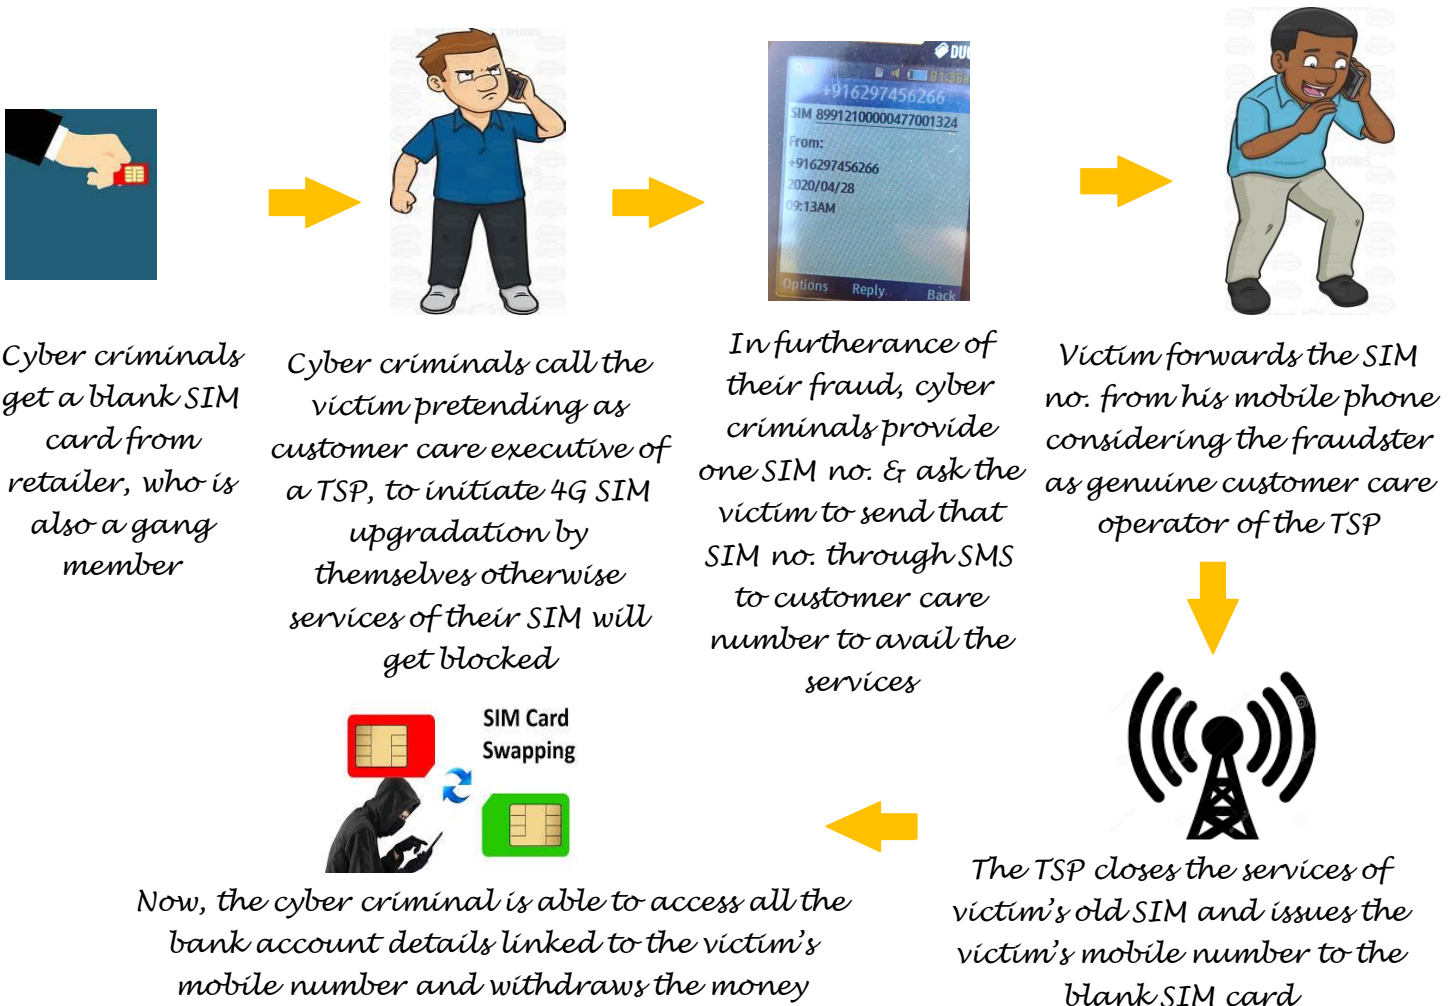 Cyber criminals
get a blank SIM
card from
retailer, who is
also a gang
member
Cyber criminals call the
victim pretending as
customer care executive of
a TSP, to initiate 4G SIM
upgradation by
themselves otherwise
services of their SIM will
get blocked
+916297456266
SIM 89912100000477001324
From:
+916297456266
2020/04/28
09:13AM
Options Reply Back
In furtherance of
their fraud, cyber
criminals provide
one SIM no. & ask the
victim to send that
SIM no. through SMS
to customer care
number to avail the
services
Victim forwards the SIM
no. from his mobile phone
considering the fraudster
as genuine customer care
operator of the TSP
The TSP closes the services of
victim's old SIM and issues the
victim's mobile number to the
blank SIM card
SIM Card
Swapping
Now, the cyber criminal is able to access all the
bank account details linked to the victim's
mobile number and withdraws the money